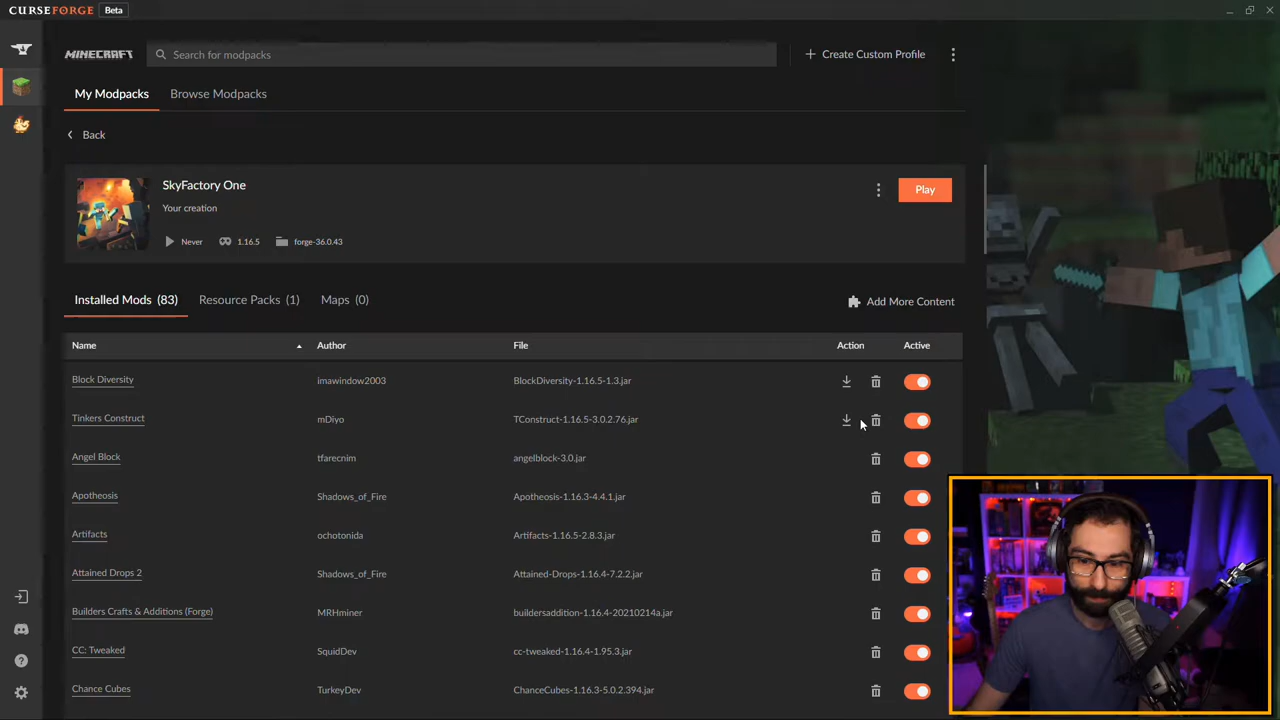 CURSEFORGE Beta
MINECRAFT Search for modpacks + Create Custom Profile
My Modpacks Browse Modpacks
Back
SkyFactory One
Your creation
Play
Never 1.16.5 forge-36.0.43
Installed Mods (83) Resource Packs (1) Maps (0) Add More Content
Name Author File Action Active
Block Diversity imawindow2003 BlockDiversity-1.16.5-1.3.jar
Tinkers Construct mDiyo TConstruct-1.16.5-3.0.2.76.jar
Angel Block tfarecnim angelblock-3.0.jar
Apotheosis Shadows_of_Fire Apotheosis-1.16.3-4.4.1.jar
Artifacts ochotonida Artifacts-1.16.5-2.8.3.jar
Attained Drops 2 Shadows_of_Fire Attained-Drops-1.16.4-7.2.2.jar
Builders Crafts & Additions (Forge) MRHminer buildersaddition-1.16.4-20210214a.jar
CC: Tweaked SquidDev cc-tweaked-1.16.4-1.95.3.jar
Chance Cubes TurkeyDev ChanceCubes-1.16.3-5.0.2.394.jar